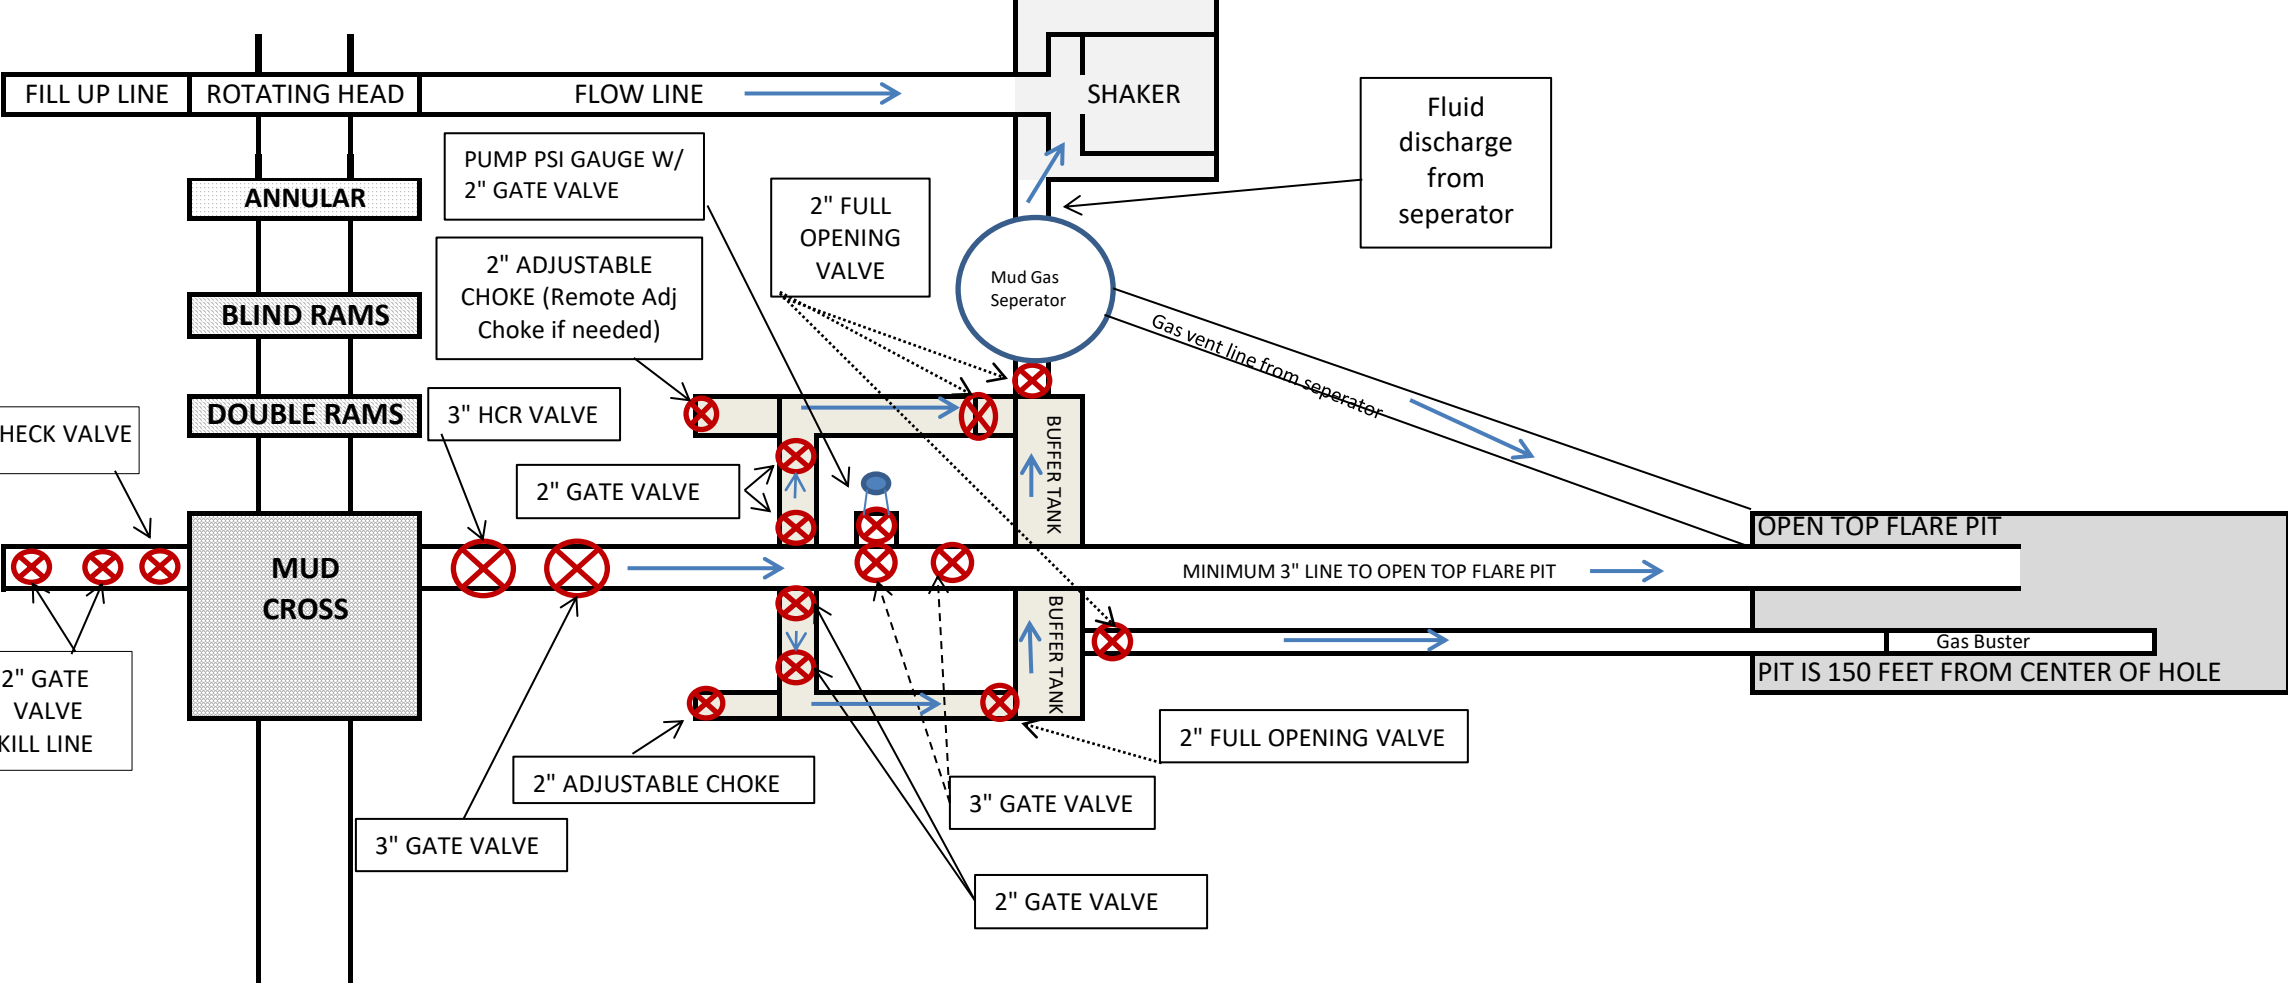 FILL UP LINE
ROTATING HEAD
FLOW LINE
SHAKER
Fluid
discharge
from
seperator
PUMP PSI GAUGE W/
2" GATE VALVE
ANNULAR
2" FULL
OPENING
VALVE
2" ADJUSTABLE
CHOKE (Remote Adj
Choke if needed)
Mud Gas
Seperator
BLIND RAMS
Gas vent line from seperator
DOUBLE RAMS
3" HCR VALVE
HECK VALVE
2" GATE VALVE
BUFFER TANK
OPEN TOP FLARE PIT
MUD
CROSS
MINIMUM 3" LINE TO OPEN TOP FLARE PIT
BUFFER TANK
Gas Buster
PIT IS 150 FEET FROM CENTER OF HOLE
2" GATE
VALVE
KILL LINE
2" FULL OPENING VALVE
2" ADJUSTABLE CHOKE
3" GATE VALVE
3" GATE VALVE
2" GATE VALVE